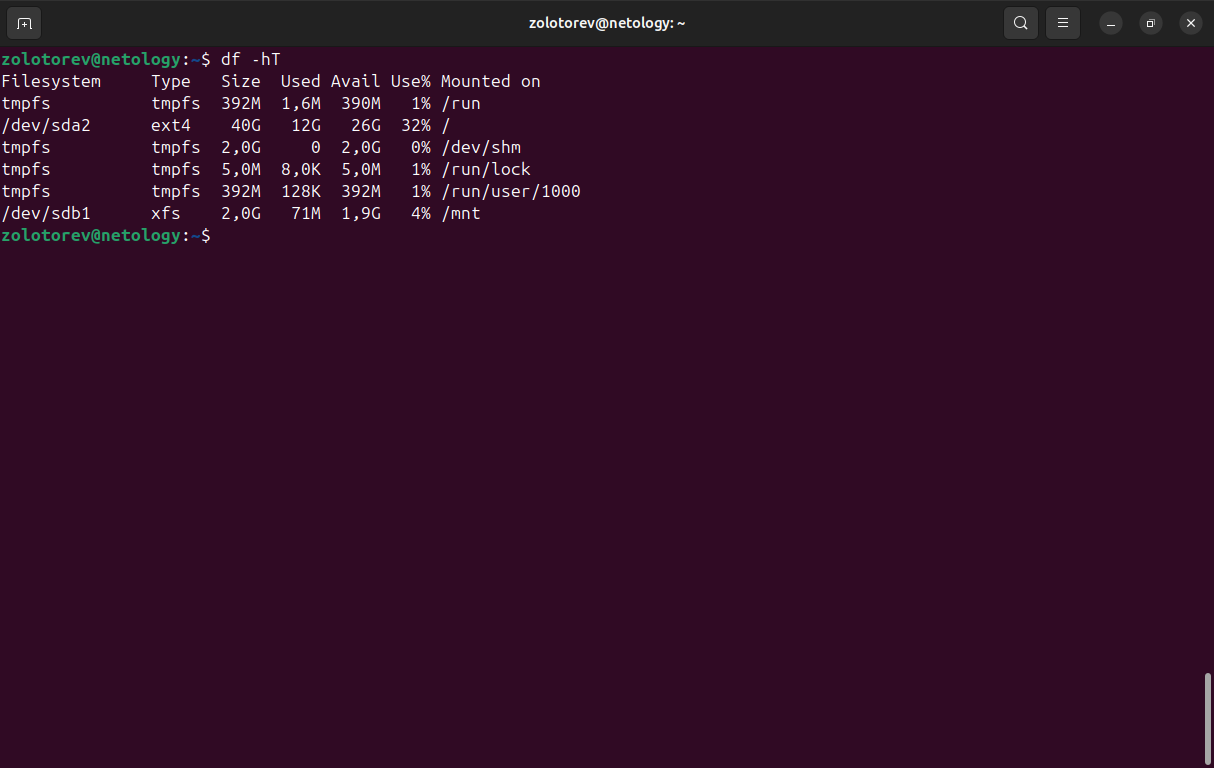 zolotorev@netology: ~
zolotorev@netology:~$ df -hT
Filesystem     Type   Size  Used Avail Use% Mounted on
tmpfs          tmpfs  392M  1,6M  390M   1% /run
/dev/sda2      ext4    40G   12G   26G  32% /
tmpfs          tmpfs  2,0G     0  2,0G   0% /dev/shm
tmpfs          tmpfs  5,0M  8,0K  5,0M   1% /run/lock
tmpfs          tmpfs  392M  128K  392M   1% /run/user/1000
/dev/sdb1      xfs    2,0G   71M  1,9G   4% /mnt
zolotorev@netology:~$